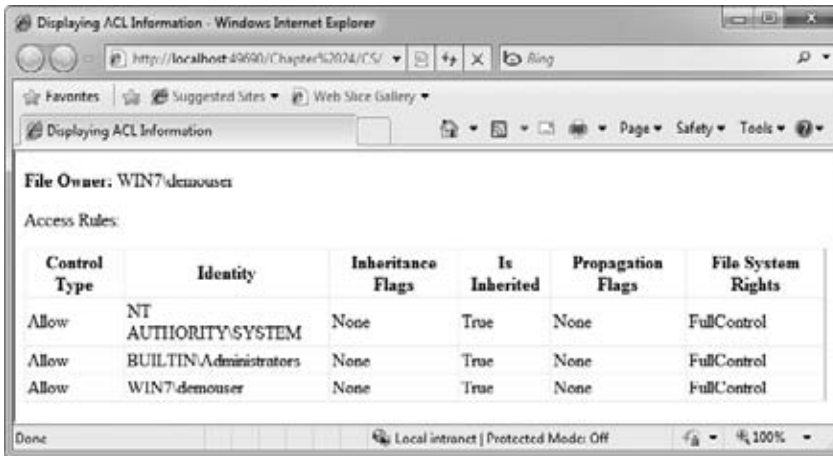 Displaying ACL Information - Windows Internet Explorer
http://localhost:49690/Chapter%2024/CS/
Bing
Favorites Suggested Sites Web Slice Gallery
Displaying ACL Information Page Safety Tools
File Owner: WIN7\demouser
Access Rules:
Control Type Identity Inheritance Flags Is Inherited Propagation Flags File System Rights
Allow NT AUTHORITY\SYSTEM None True None FullControl
Allow BUILTIN\Administrators None True None FullControl
Allow WIN7\demouser None True None FullControl
Done Local intranet | Protected Mode: Off 100%